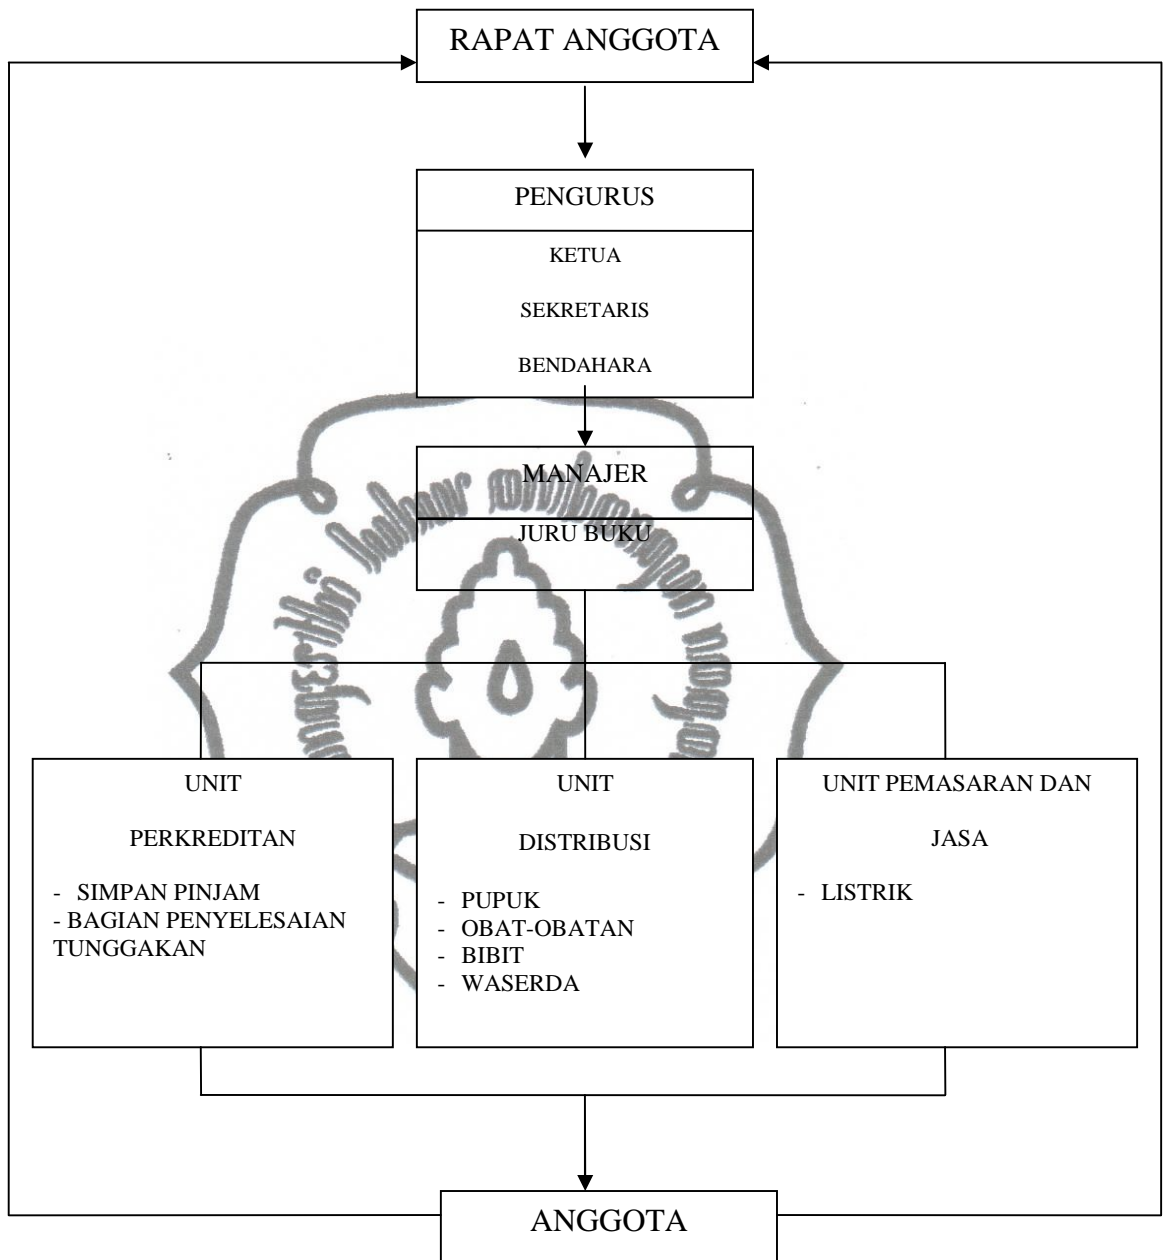 RAPAT ANGGOTA
PENGURUS
KETUA
SEKRETARIS
BENDAHARA
MANAJER
JURU BUKU
UNIT
PERKREDITAN
- SIMPAN PINJAM
- BAGIAN PENYELESAIAN
TUNGGAKAN
UNIT
DISTRIBUSI
- PUPUK
- OBAT-OBATAN
- BIBIT
- WASERDA
UNIT PEMASARAN DAN
JASA
- LISTRIK
ANGGOTA